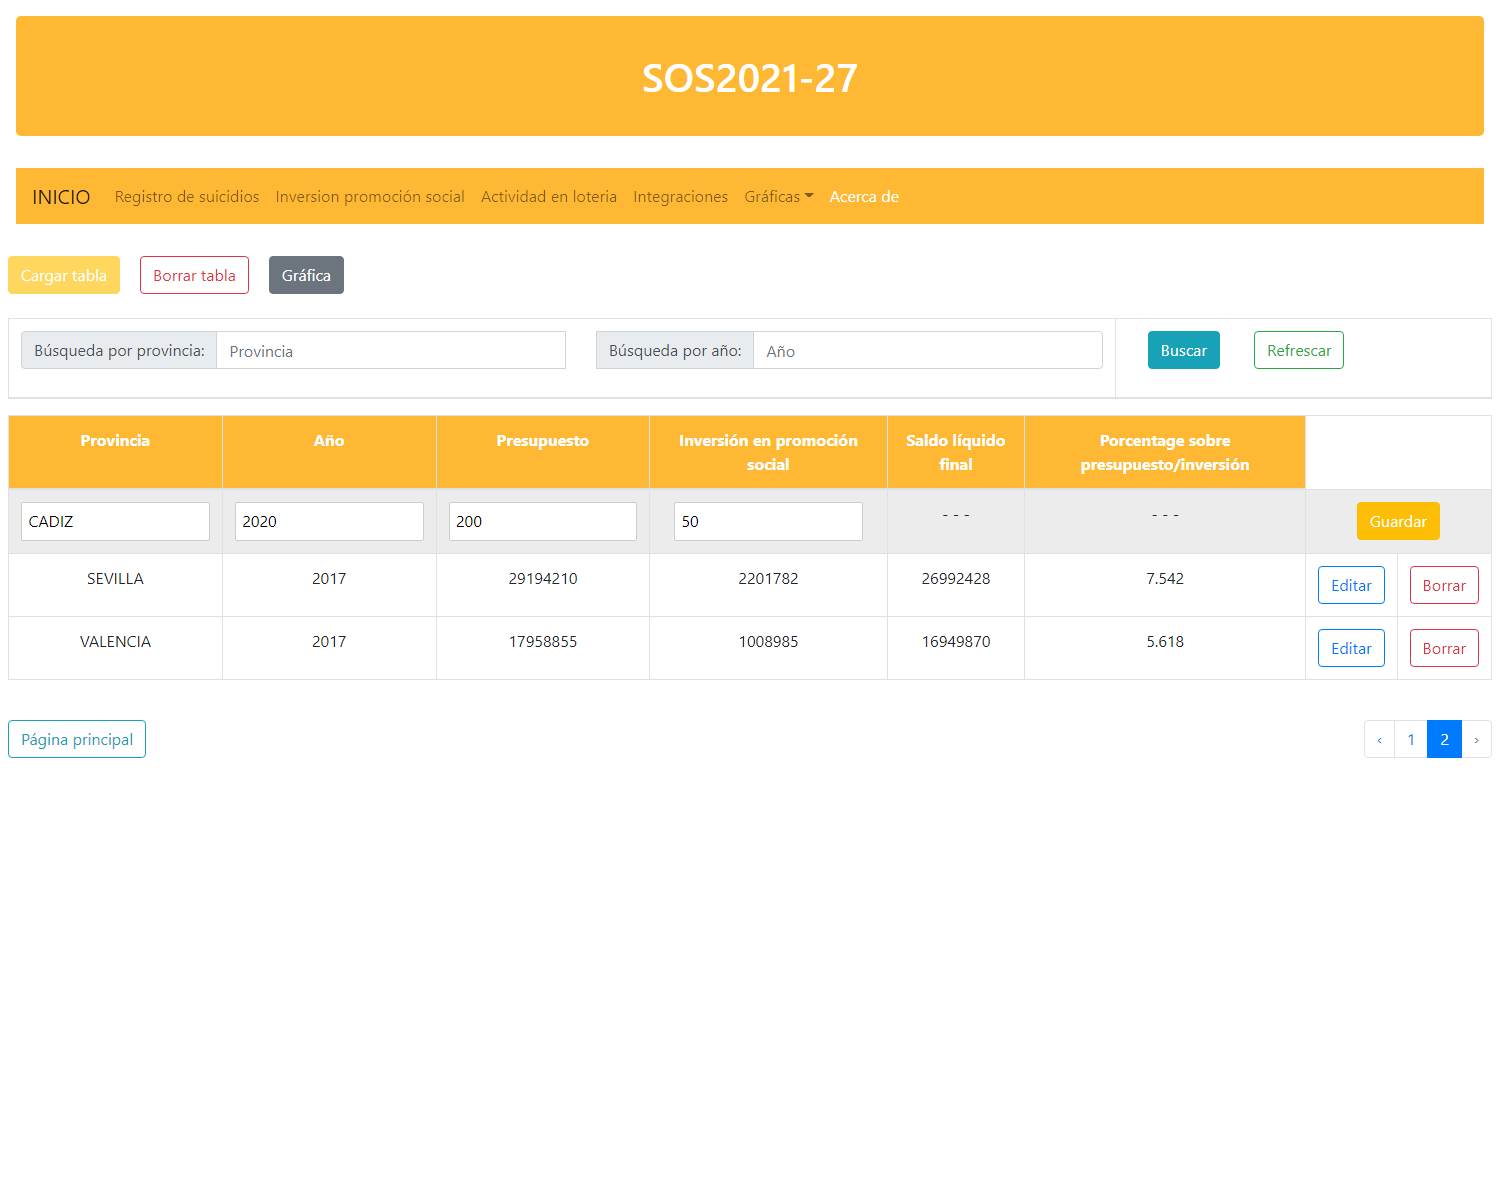 SOS2021-27
INICIO Registro de suicidios Inversion promoción social Actividad en loteria Integraciones Gráficas Acerca de
Cargar tabla Borrar tabla Gráfica
Búsqueda por provincia: Provincia Búsqueda por año: Año Buscar Refrescar
Provincia Año Presupuesto Inversión en promoción social Saldo líquido final Porcentage sobre presupuesto/inversión
CADIZ 2020 200 50 - - - - - - Guardar
SEVILLA 2017 29194210 2201782 26992428 7.542 Editar Borrar
VALENCIA 2017 17958855 1008985 16949870 5.618 Editar Borrar
Página principal ‹ 1 2 ›